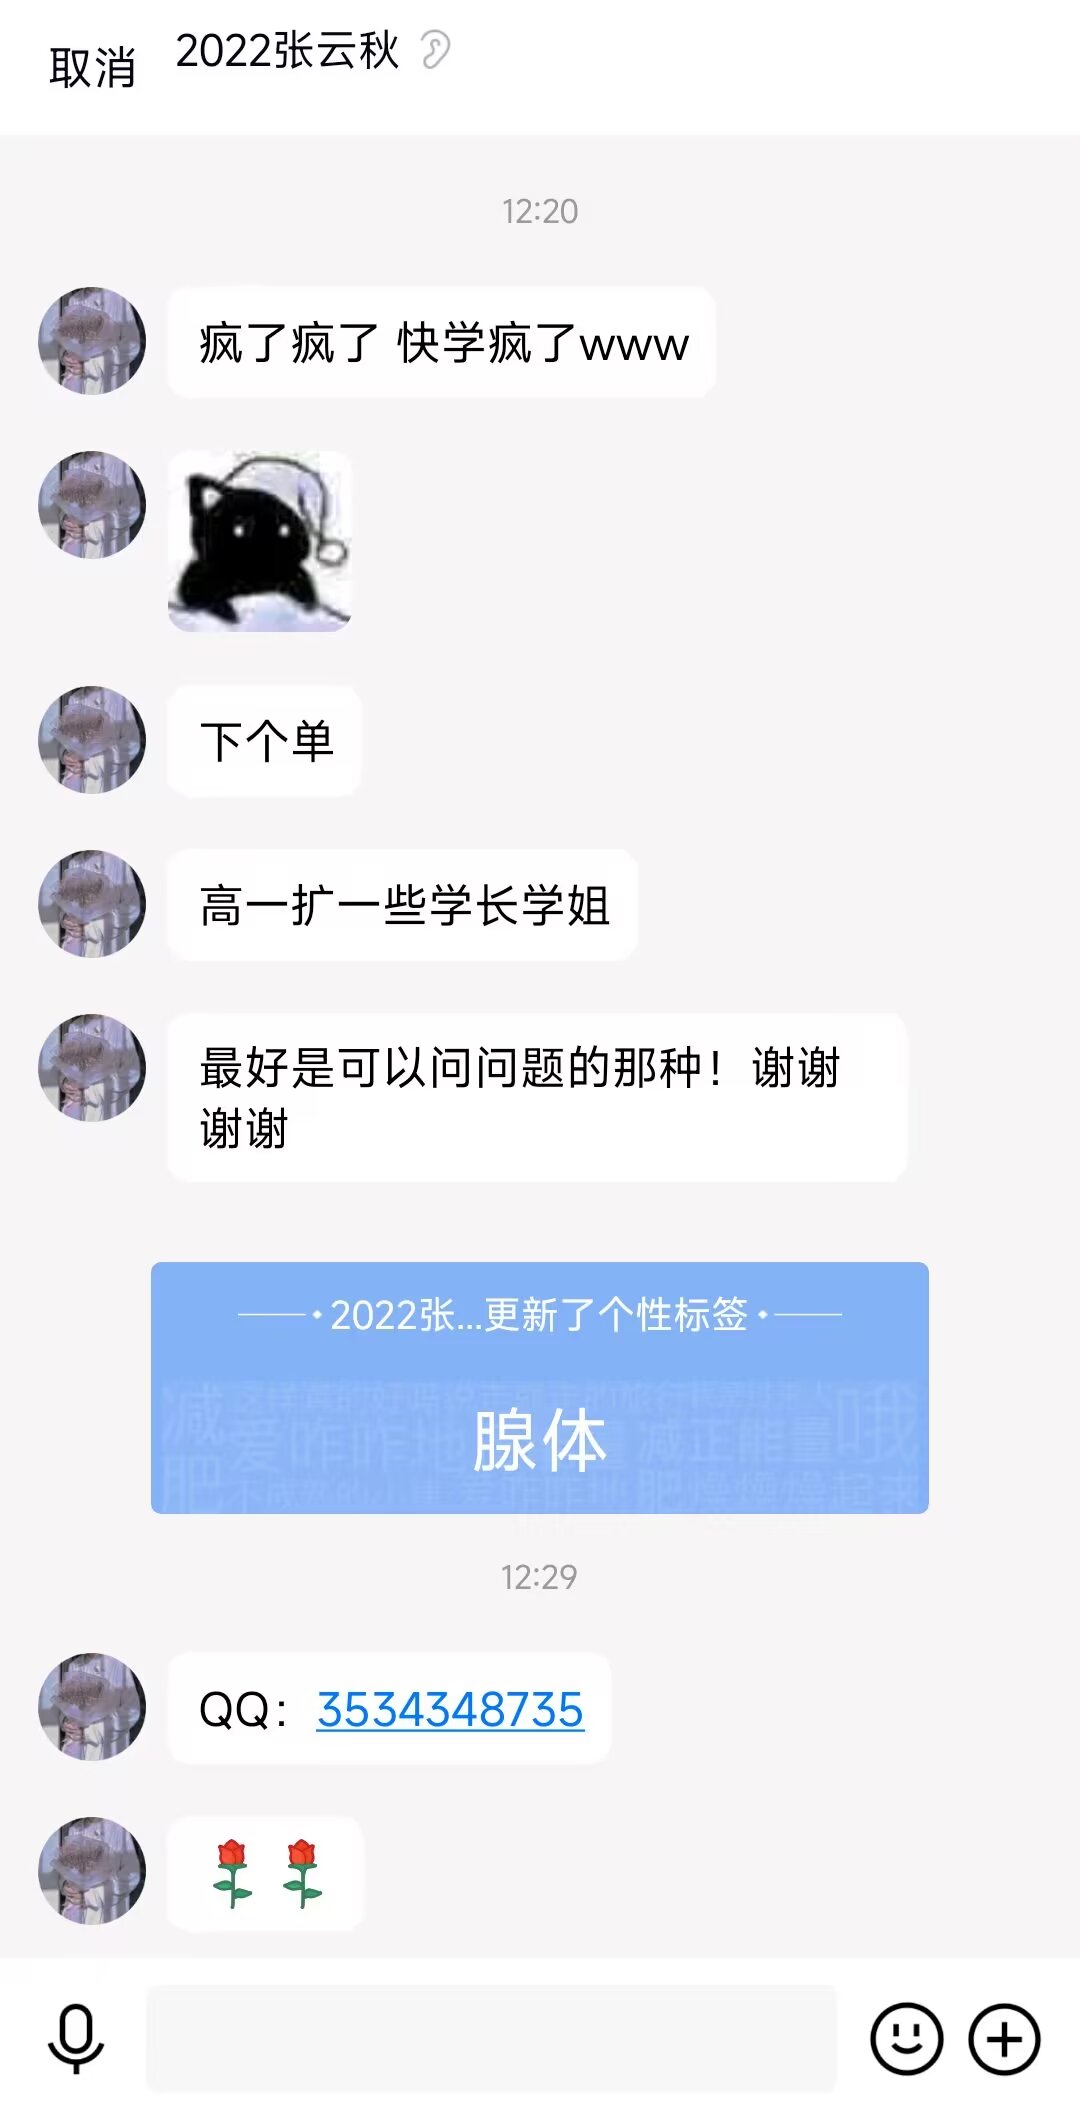 取消 2022张云秋
12:20
疯了疯了 快学疯了www
下个单
高一扩一些学长学姐
最好是可以问问题的那种！谢谢
谢谢
2022张...更新了个性标签
腺体
12:29
QQ：3534348735